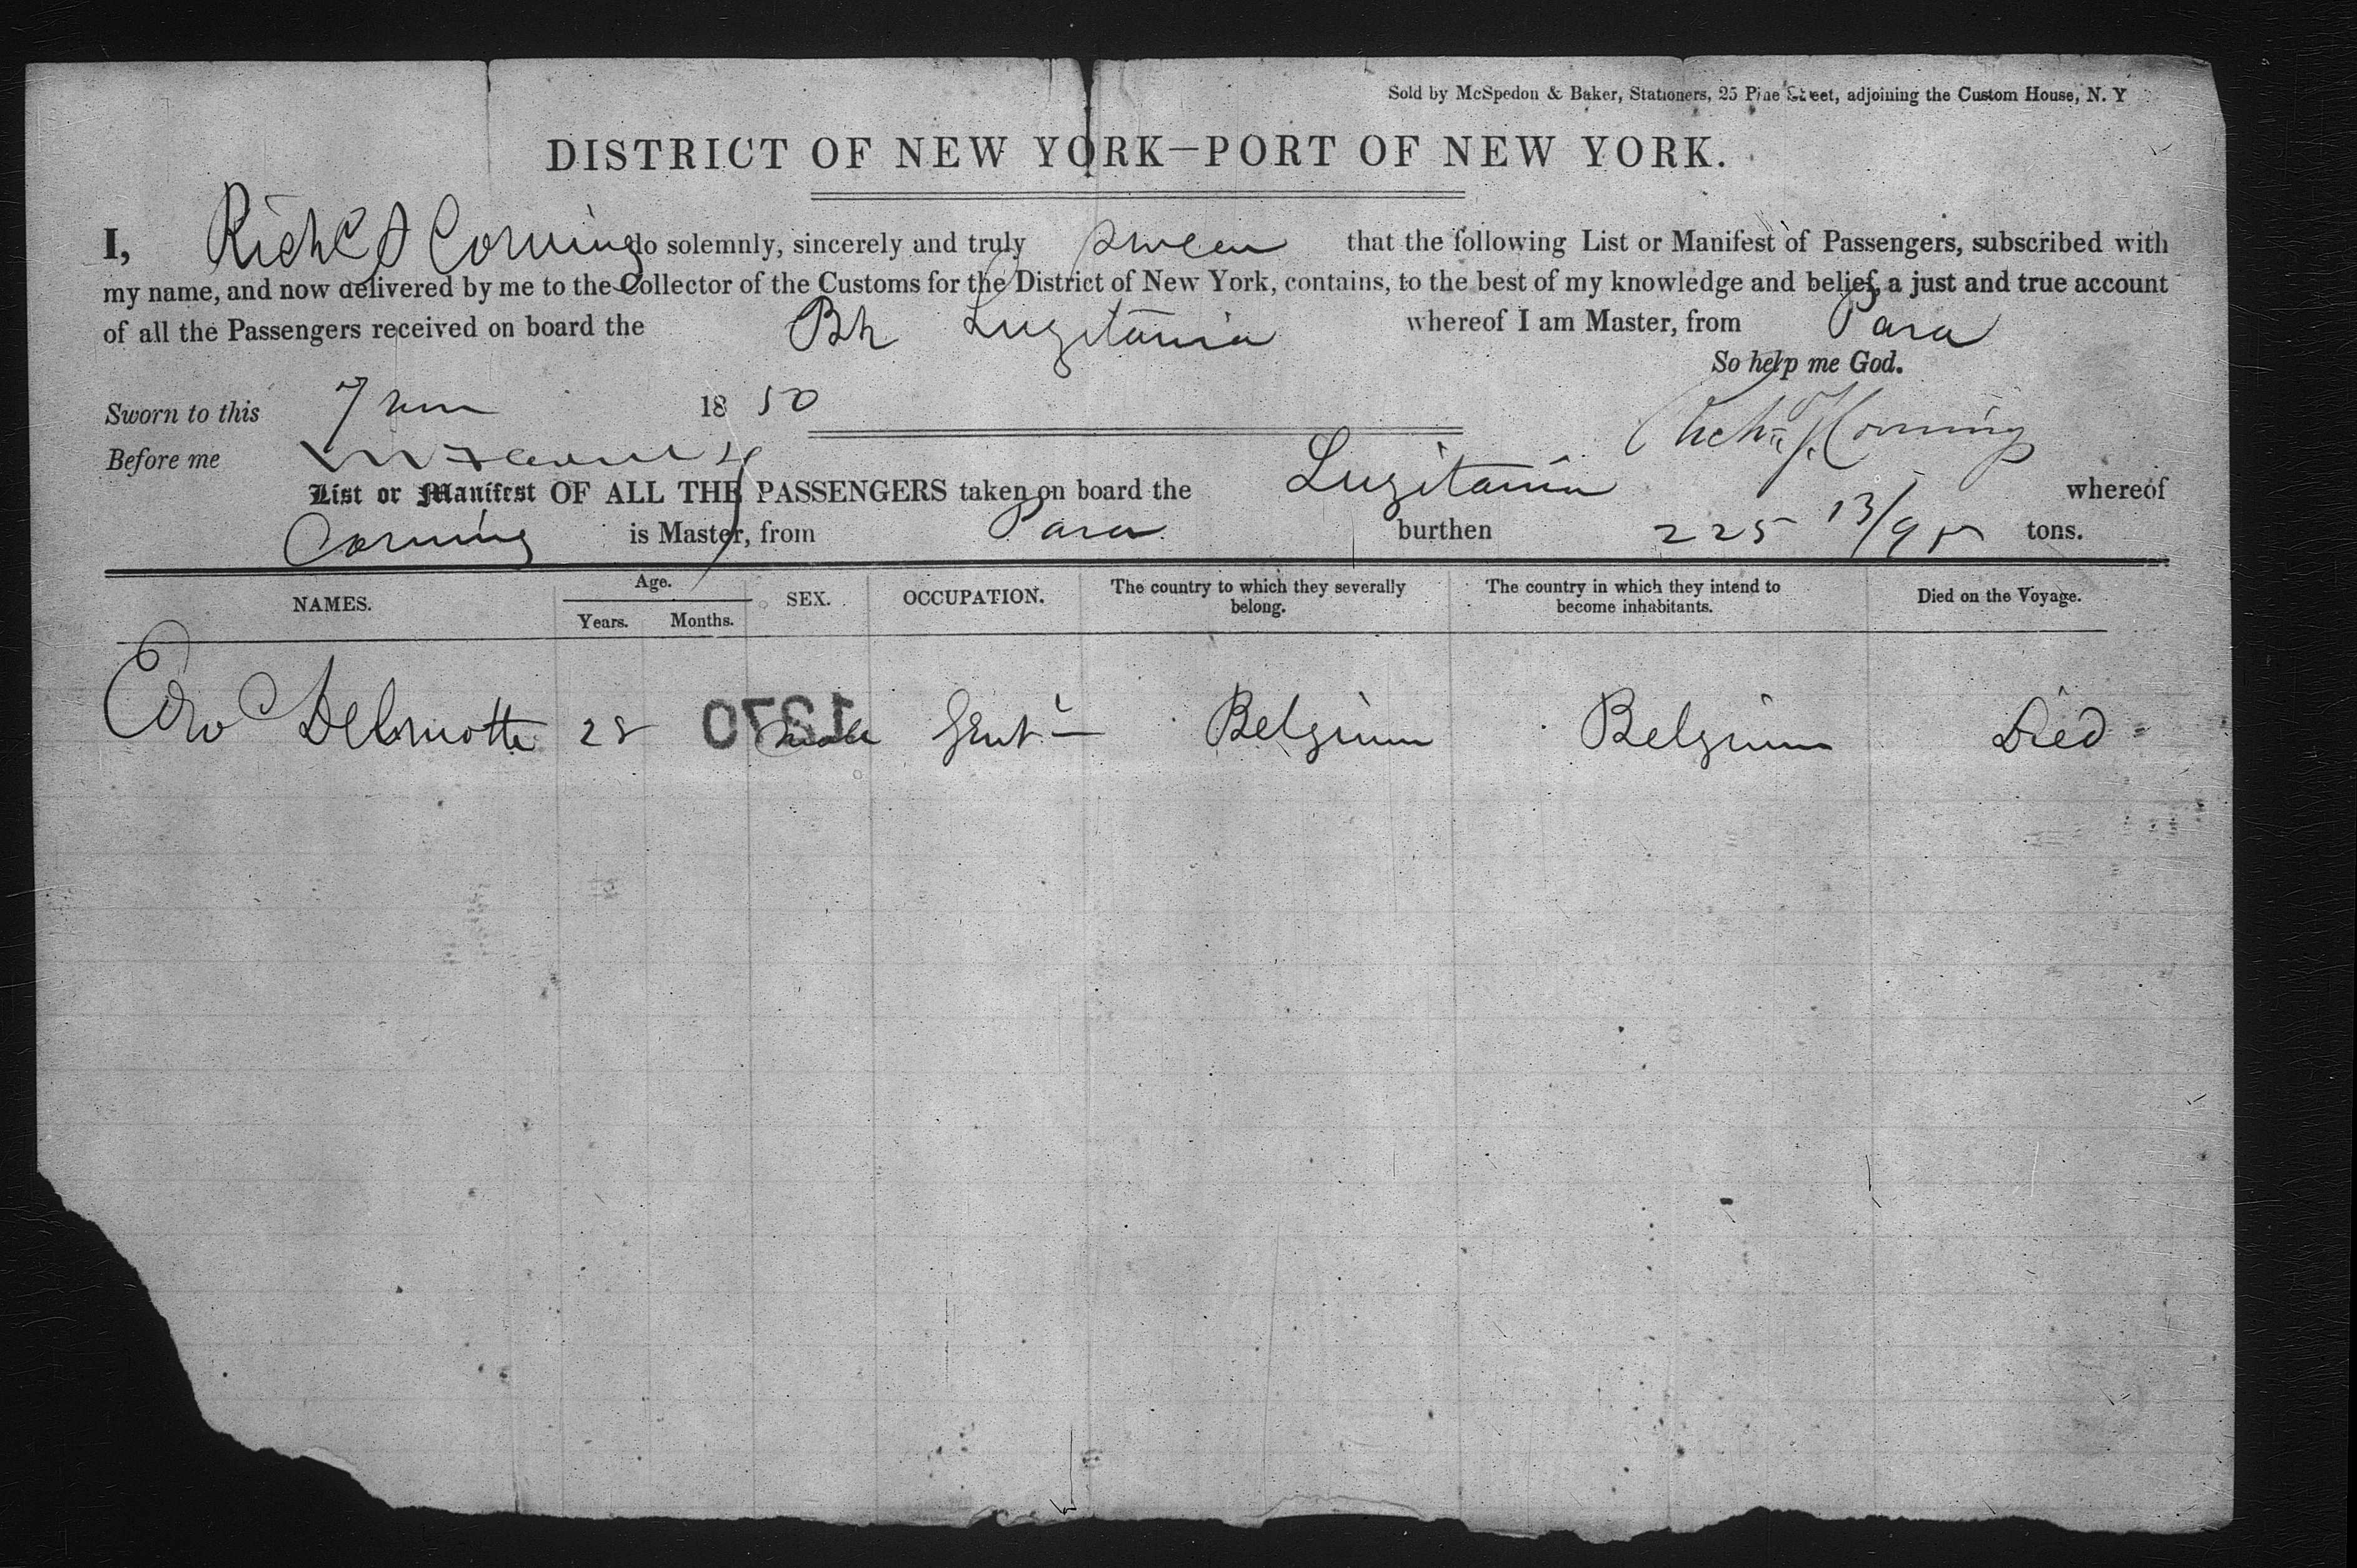 Sold by McSpedon & Baker, Stationers, 25 Pine Street, adjoining the Custom House, N. Y
DISTRICT OF NEW YORK—PORT OF NEW YORK.
I, Richd Corning do solemnly, sincerely and truly swear that the following List or Manifest of Passengers, subscribed with
my name, and now delivered by me to the Collector of the Customs for the District of New York, contains, to the best of my knowledge and belief, a just and true account
of all the Passengers received on board the Luzitania whereof I am Master, from Para
So help me God.
Sworn to this 7 1850
Before me
Corning
List or Manifest OF ALL THE PASSENGERS taken on board the Luzitania whereof
Corning is Master, from Para burthen 225 13/95 tons.
NAMES. Age. Years. Months. SEX. OCCUPATION. The country to which they severally belong. The country in which they intend to become inhabitants. Died on the Voyage.
Edw Delmotte 28 male Gent Belgium Belgium Died
1370